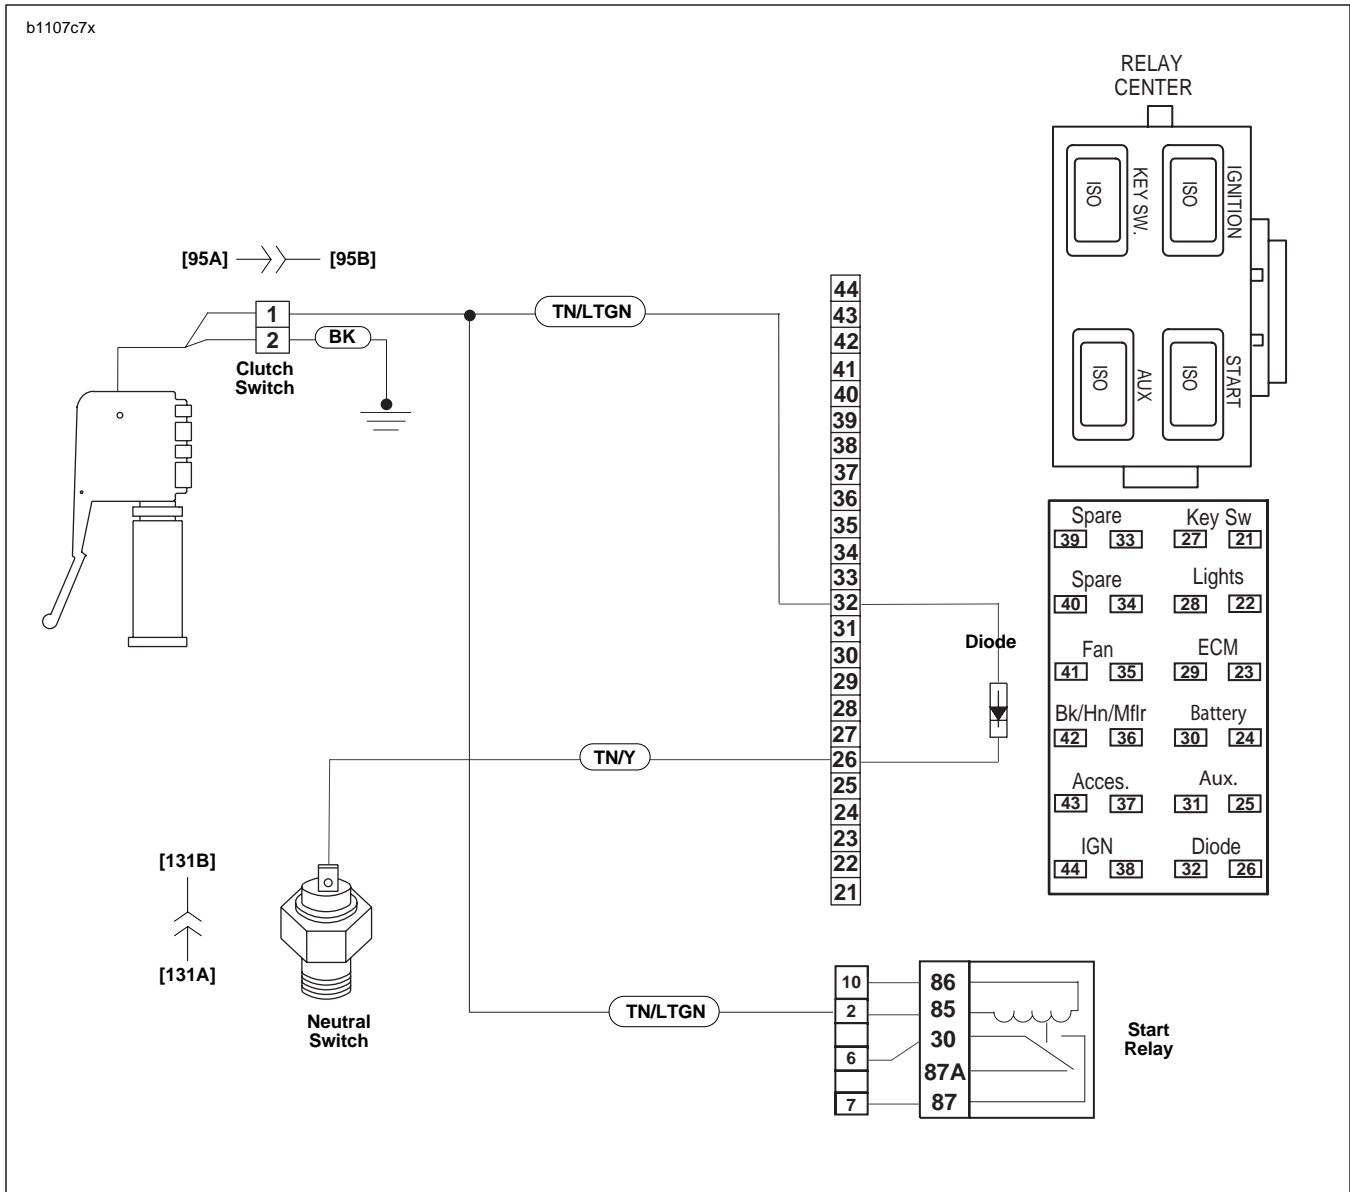 b1107c7x
RELAY
CENTER
ISO
KEY SW.
ISO
IGNITION
ISO
AUX
ISO
START
[95A]
[95B]
1
2
TN/LTGN
BK
Clutch
Switch
44
43
42
41
40
39
38
37
36
35
34
33
32
31
30
29
28
27
26
25
24
23
22
21
Diode
TN/Y
Spare Key Sw
39 33 27 21
Spare Lights
40 34 28 22
Fan ECM
41 35 29 23
Bk/Hn/Mflr Battery
42 36 30 24
Acces. Aux.
43 37 31 25
IGN Diode
44 38 32 26
[131B]
[131A]
Neutral
Switch
TN/LTGN
10 86
2 85
30
6
87A
7 87
Start
Relay